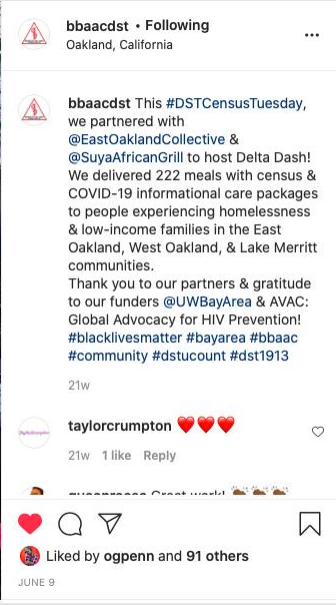 bbaacdst • Following
Oakland, California
bbaacdst This #DSTCensusTuesday,
we partnered with
@EastOaklandCollective &
@SuyaAfricanGrill to host Delta Dash!
We delivered 222 meals with census &
COVID-19 informational care packages
to people experiencing homelessness
& low-income families in the East
Oakland, West Oakland, & Lake Merritt
communities.
Thank you to our partners & gratitude
to our funders @UWBayArea & AVAC:
Global Advocacy for HIV Prevention!
#blacklivesmatter #bayarea #bbaac
#community #dstucount #dst1913
21w
taylorcrumpton ❤️❤️❤️
21w 1 like Reply
Great work! 👏🏾👏🏾👏🏾
Liked by ogpenn and 91 others
JUNE 9